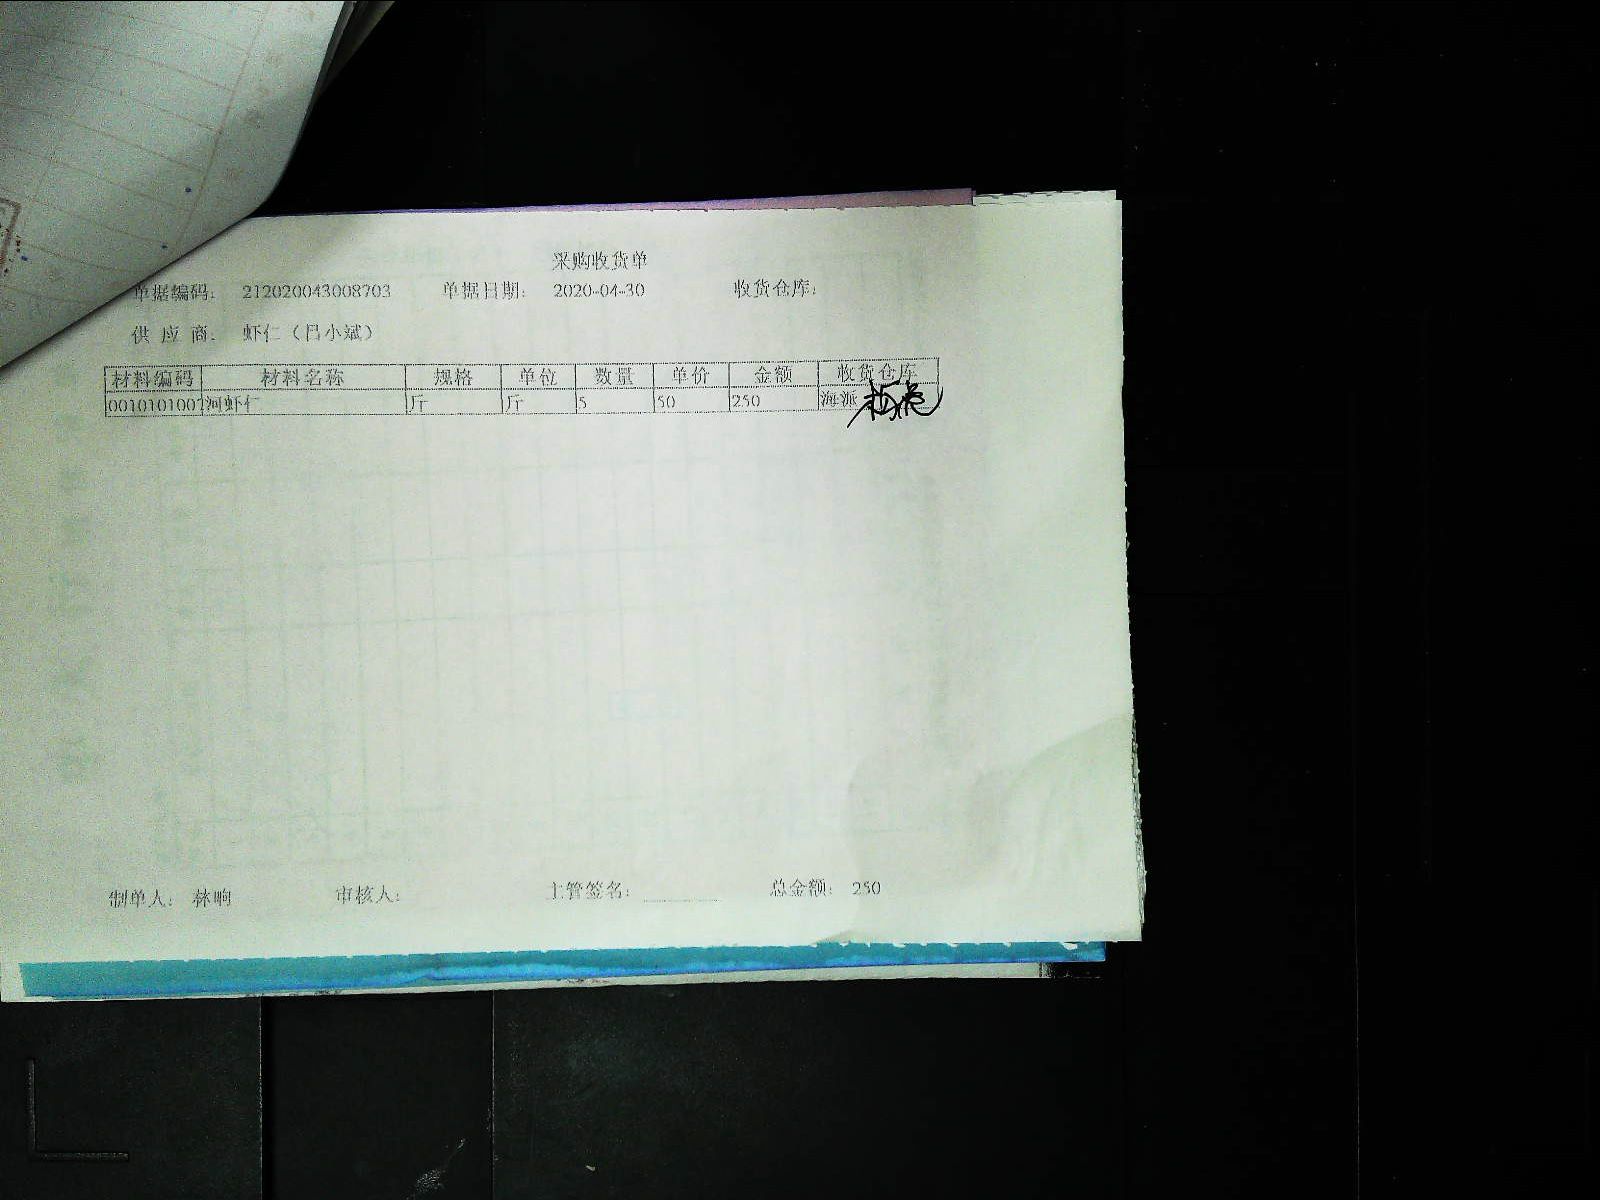 采购收货单
单据编码: 212020043008703 单据日期: 2020-04-30 收货仓库:
供 应 商: 虾仁（吕小斌）
材料编码 材料名称 规格 单位 数量 单价 金额 收货仓库
0010101007 河虾仁 斤 斤 5 50 250 海派
制单人: 林响 审核人: 主管签名: 总金额: 250